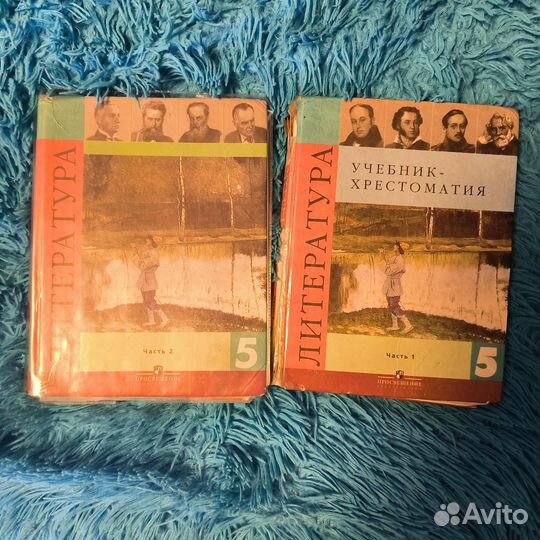 ЛИТЕРАТУРА
Часть 2
5
ПРОСВЕЩЕНИЕ
ЛИТЕРАТУРА
УЧЕБНИК-
ХРЕСТОМАТИЯ
Часть 1
5
ПРОСВЕЩЕНИЕ
Avito